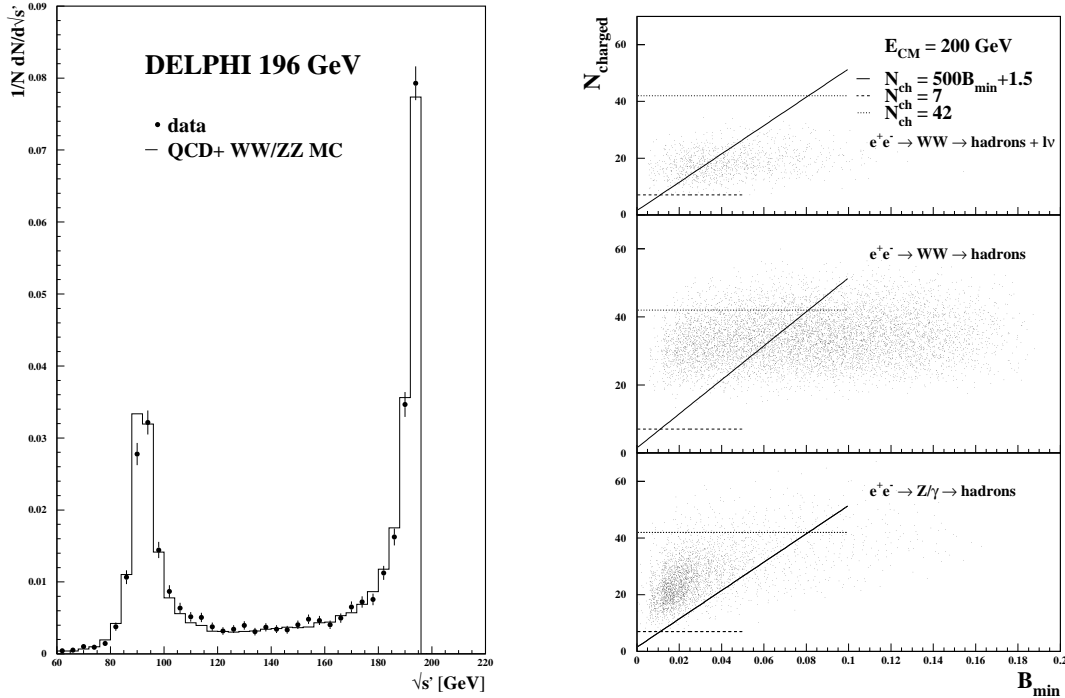 1/N dN/d√s'
0.09
0.08
0.07
0.06
0.05
0.04
0.03
0.02
0.01
0
60 80 100 120 140 160 180 200 220
√s' [GeV]
DELPHI 196 GeV
data
QCD+ WW/ZZ MC
N_charged
60
40
20
0
E_CM = 200 GeV
N_ch = 500B_min+1.5
N_ch = 7
N_ch = 42
e⁺e⁻ → WW → hadrons + lν
60
40
20
0
e⁺e⁻ → WW → hadrons
60
40
20
0
e⁺e⁻ → Z/γ → hadrons
0 0.02 0.04 0.06 0.08 0.1 0.12 0.14 0.16 0.18 0.2
B_min